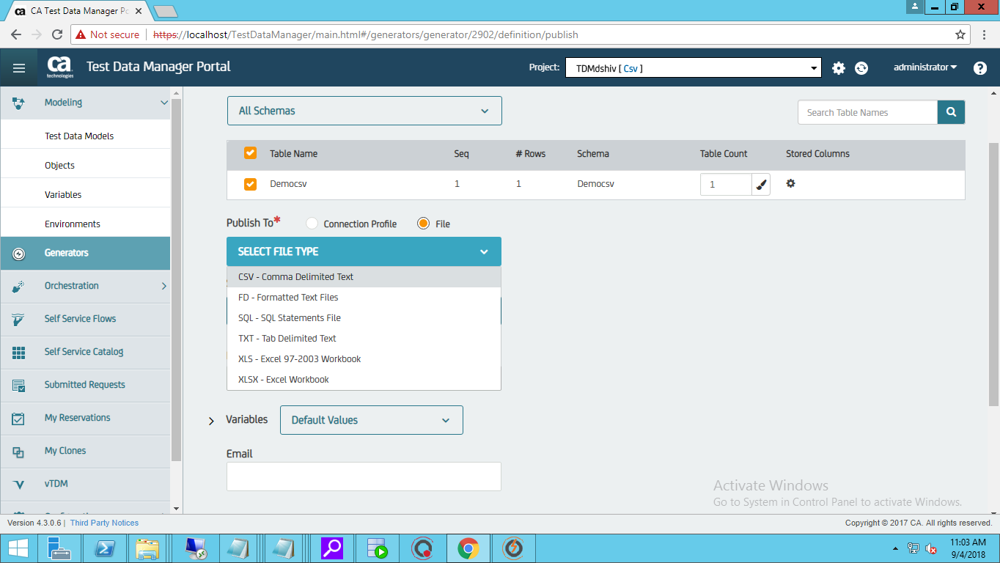 ca CA Test Data Manager Po
Not secure https://localhost/TestDataManager/main.html#/generators/generator/2902/definition/publish
ca technologies Test Data Manager Portal Project: TDMdshiv [ Csv ] administrator ?
Modeling
Test Data Models
Objects
Variables
Environments
Generators
Orchestration
Self Service Flows
Self Service Catalog
Submitted Requests
My Reservations
My Clones
vTDM
All Schemas
Search Table Names
Table Name Seq # Rows Schema Table Count Stored Columns
Democsv 1 1 Democsv 1
Publish To* Connection Profile File
SELECT FILE TYPE
CSV - Comma Delimited Text
FD - Formatted Text Files
SQL - SQL Statements File
TXT - Tab Delimited Text
XLS - Excel 97-2003 Workbook
XLSX - Excel Workbook
Variables Default Values
Email
Activate Windows
Go to System in Control Panel to activate Windows.
Version 4.3.0.6 | Third Party Notices Copyright © 2017 CA. All rights reserved.
11:03 AM
9/4/2018